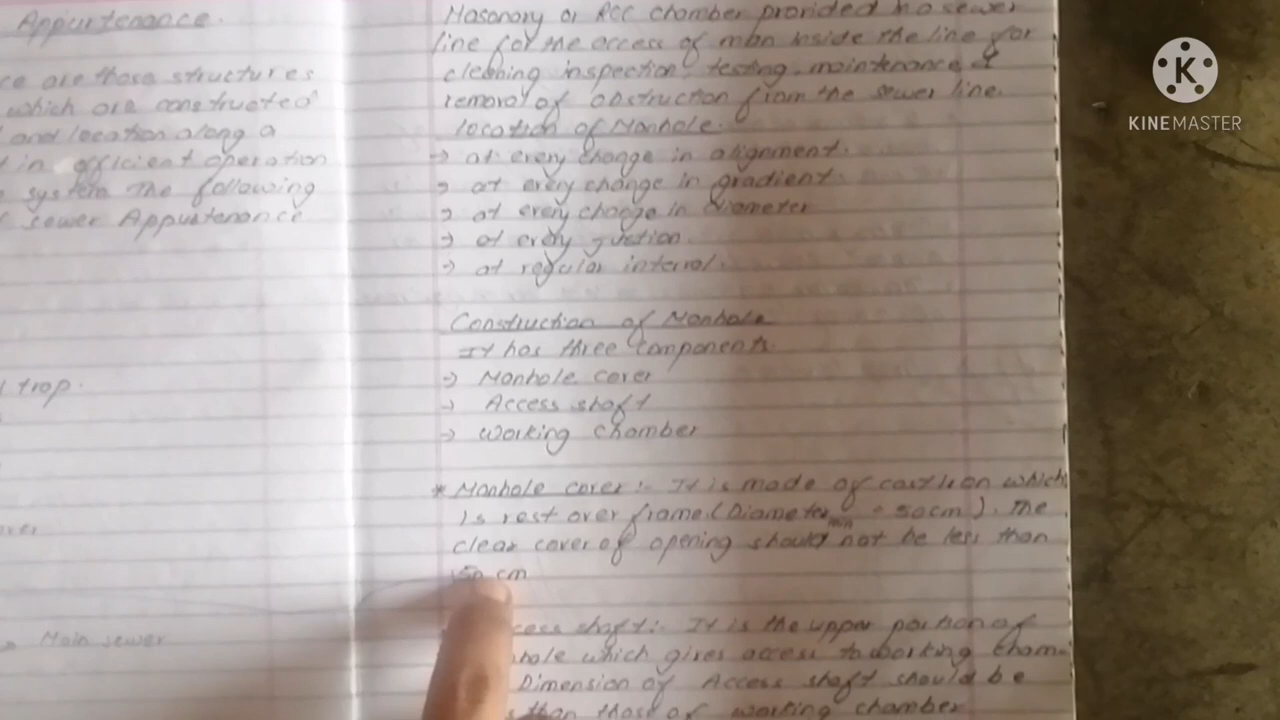 Appurtenance.
ce are those structures
which are constructed
and location along a
t in efficient operation
system The following
sewer Appurtenance
trap.
over
Main sewer
Masonory or RCC chamber provided in a sewer
line for the access of man inside the line for
cleaning inspection, testing, maintenance &
removal of obstruction from the sewer line.
location of Manhole.
→ at every change in alignment.
→ at every change in gradient
→ at every change in diameter
→ at every juction
→ at regular interval.
Construction of Manhole
It has three components.
→ Manhole cover
→ Access shaft
→ Working chamber
* Manhole cover:- It is made of cast iron which
is rest over frame. (Diameter min = 50cm). The
clear cover of opening should not be less than
50 cm
cess shaft:- It is the upper portion of
hole which gives access to working cham-
Dimension of Access shaft should be
than those of working chamber
KINEMASTER